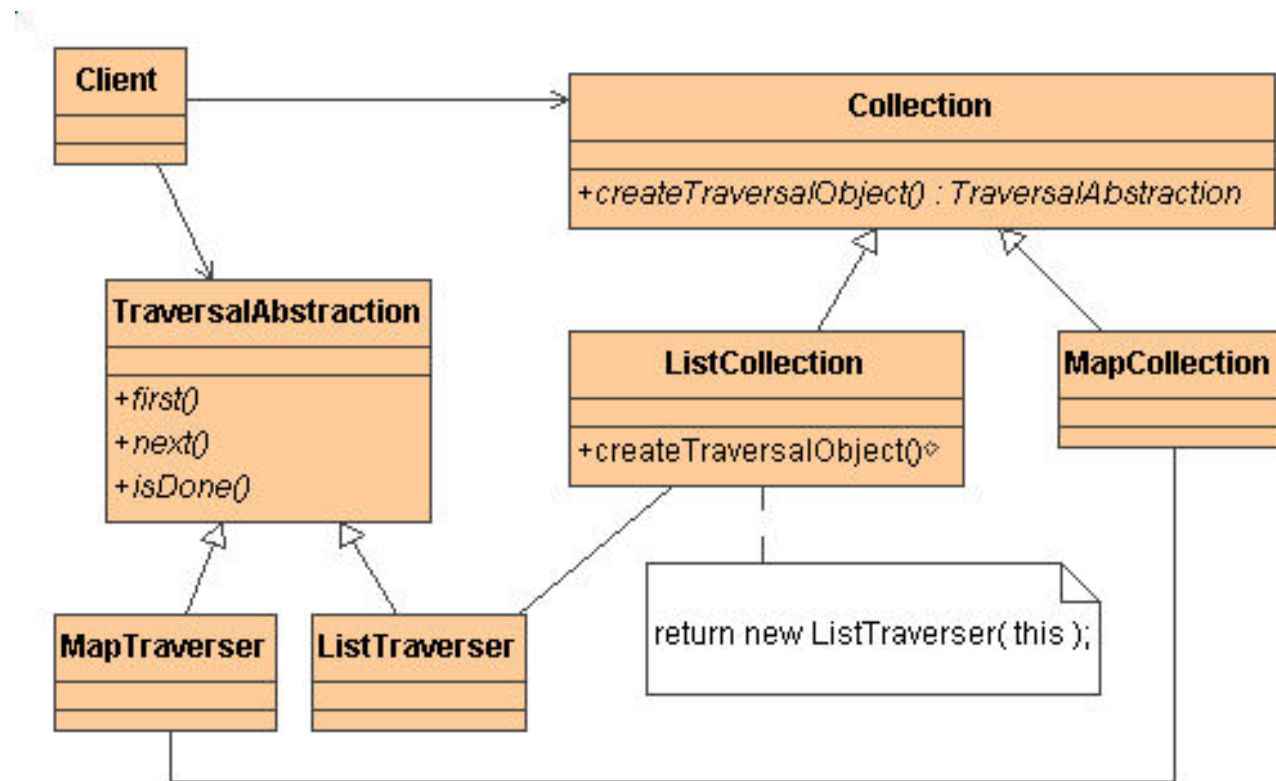 Client
Collection
+createTraversalObject() : TraversalAbstraction
TraversalAbstraction
+first()
+next()
+isDone()
ListCollection
+createTraversalObject()
MapCollection
return new ListTraverser( this );
MapTraverser
ListTraverser